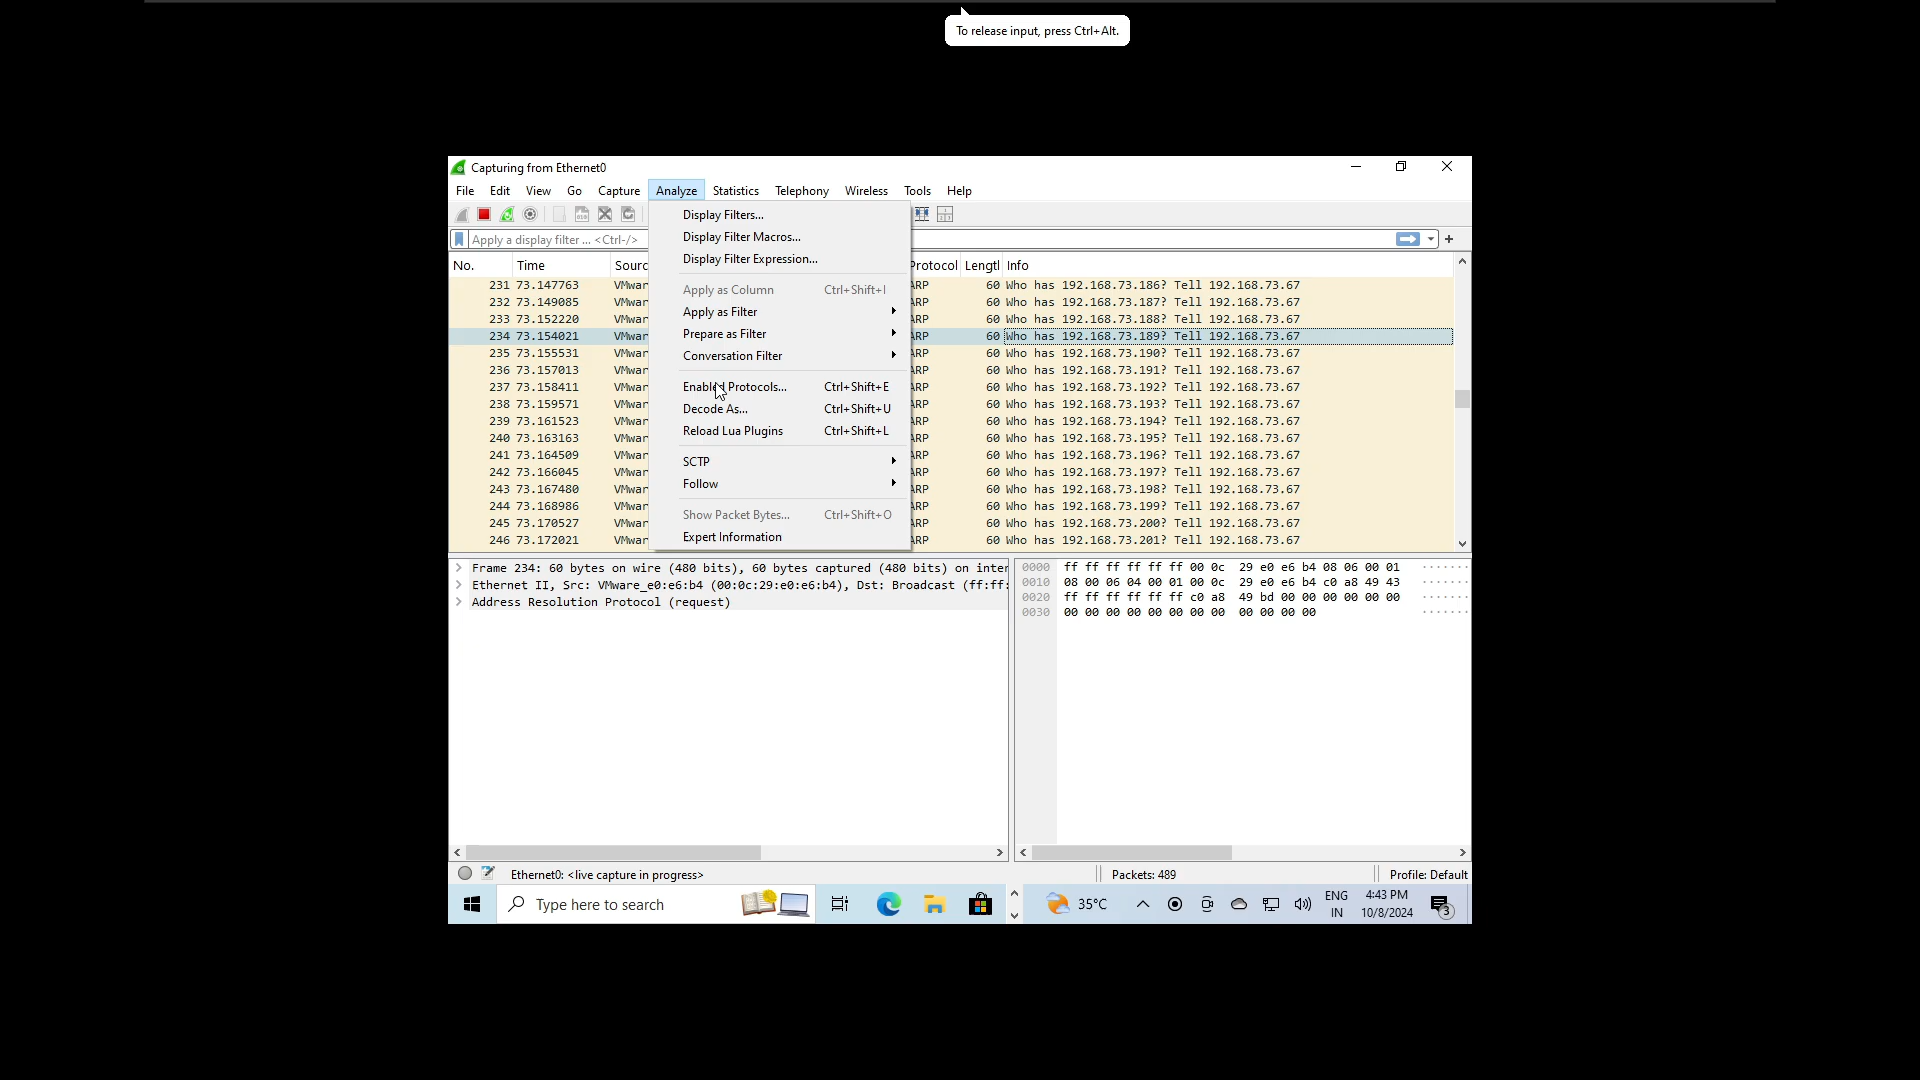 To release input, press Ctrl+Alt.
Capturing from Ethernet0
File Edit View Go Capture Analyze Statistics Telephony Wireless Tools Help
Apply a display filter ... <Ctrl-/>
No. Time Sourc Protocol Lengtl Info
231 73.147763 VMwar ARP 60 Who has 192.168.73.186? Tell 192.168.73.67
232 73.149085 VMwar ARP 60 Who has 192.168.73.187? Tell 192.168.73.67
233 73.152220 VMwar ARP 60 Who has 192.168.73.188? Tell 192.168.73.67
234 73.154021 VMwar ARP 60 Who has 192.168.73.189? Tell 192.168.73.67
235 73.155531 VMwar ARP 60 Who has 192.168.73.190? Tell 192.168.73.67
236 73.157013 VMwar ARP 60 Who has 192.168.73.191? Tell 192.168.73.67
237 73.158411 VMwar ARP 60 Who has 192.168.73.192? Tell 192.168.73.67
238 73.159571 VMwar ARP 60 Who has 192.168.73.193? Tell 192.168.73.67
239 73.161523 VMwar ARP 60 Who has 192.168.73.194? Tell 192.168.73.67
240 73.163163 VMwar ARP 60 Who has 192.168.73.195? Tell 192.168.73.67
241 73.164509 VMwar ARP 60 Who has 192.168.73.196? Tell 192.168.73.67
242 73.166045 VMwar ARP 60 Who has 192.168.73.197? Tell 192.168.73.67
243 73.167480 VMwar ARP 60 Who has 192.168.73.198? Tell 192.168.73.67
244 73.168986 VMwar ARP 60 Who has 192.168.73.199? Tell 192.168.73.67
245 73.170527 VMwar ARP 60 Who has 192.168.73.200? Tell 192.168.73.67
246 73.172021 VMwar ARP 60 Who has 192.168.73.201? Tell 192.168.73.67
Display Filters...
Display Filter Macros...
Display Filter Expression...
Apply as Column Ctrl+Shift+I
Apply as Filter
Prepare as Filter
Conversation Filter
Enabled Protocols... Ctrl+Shift+E
Decode As... Ctrl+Shift+U
Reload Lua Plugins Ctrl+Shift+L
SCTP
Follow
Show Packet Bytes... Ctrl+Shift+O
Expert Information
Frame 234: 60 bytes on wire (480 bits), 60 bytes captured (480 bits) on inter
Ethernet II, Src: VMware_e0:e6:b4 (00:0c:29:e0:e6:b4), Dst: Broadcast (ff:ff:
Address Resolution Protocol (request)
0000 ff ff ff ff ff ff 00 0c 29 e0 e6 b4 08 06 00 01 ·······
0010 08 00 06 04 00 01 00 0c 29 e0 e6 b4 c0 a8 49 43 ·······
0020 ff ff ff ff ff ff c0 a8 49 bd 00 00 00 00 00 00 ·······
0030 00 00 00 00 00 00 00 00 00 00 00 00 ·······
Ethernet0: <live capture in progress> Packets: 489 Profile: Default
Type here to search 35°C ENG 4:43 PM
IN 10/8/2024 3